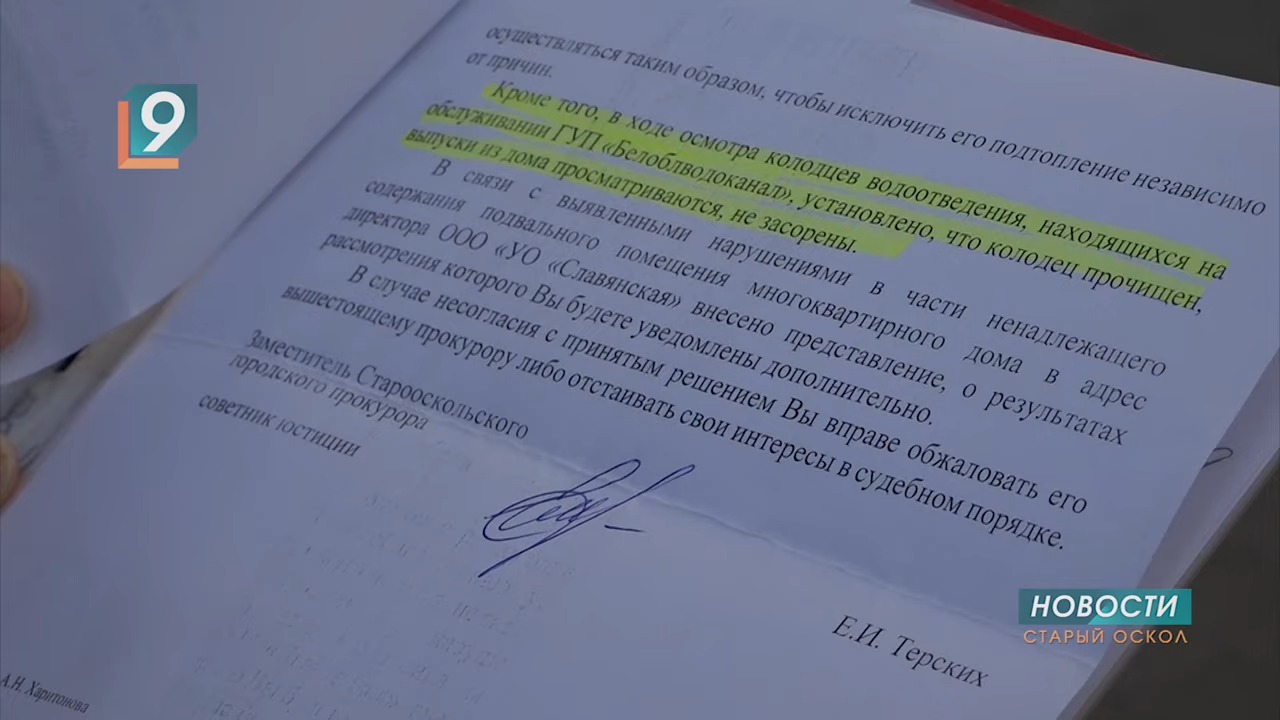 9
осуществляться таким образом, чтобы исключить его подтопление независимо
от причин.
Кроме того, в ходе осмотра колодцев водоотведения, находящихся на
обслуживании ГУП «Белоблводоканал», установлено, что колодец прочищен,
выпуски из дома просматриваются, не засорены.
В связи с выявленными нарушениями в части ненадлежащего
содержания подвального помещения многоквартирного дома в адрес
директора ООО «УО «Славянская» внесено представление, о результатах
рассмотрения которого Вы будете уведомлены дополнительно.
В случае несогласия с принятым решением Вы вправе обжаловать его
вышестоящему прокурору либо отстаивать свои интересы в судебном порядке.
Заместитель Старооскольского
городского прокурора
советник юстиции
Е.И. Терских
А.Н. Харитонова
НОВОСТИ
СТАРЫЙ ОСКОЛ